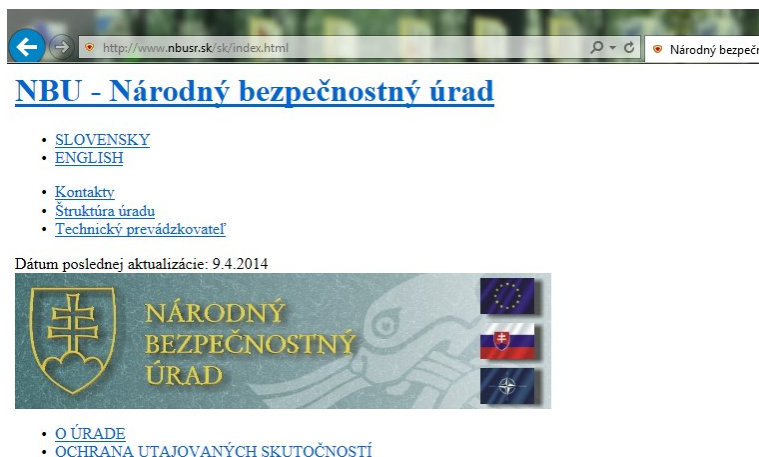 http://www.nbusr.sk/sk/index.html
Národný bezpečn
NBU - Národný bezpečnostný úrad
SLOVENSKY
ENGLISH
Kontakty
Štruktúra úradu
Technický prevádzkovateľ
Dátum poslednej aktualizácie: 9.4.2014
NÁRODNÝ
BEZPEČNOSTNÝ
ÚRAD
O ÚRADE
OCHRANA UTAJOVANÝCH SKUTOČNOSTÍ